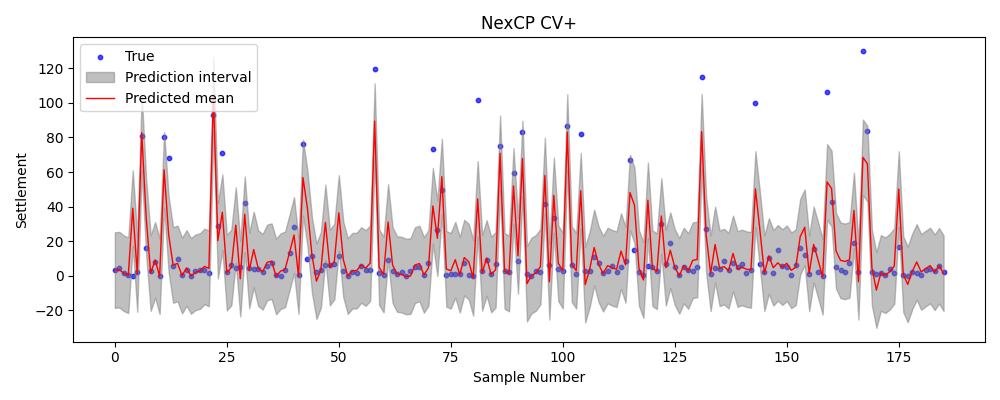 NexCP CV+
True
Prediction interval
Predicted mean
Settlement
120
100
80
60
40
20
0
−20
0 25 50 75 100 125 150 175
Sample Number